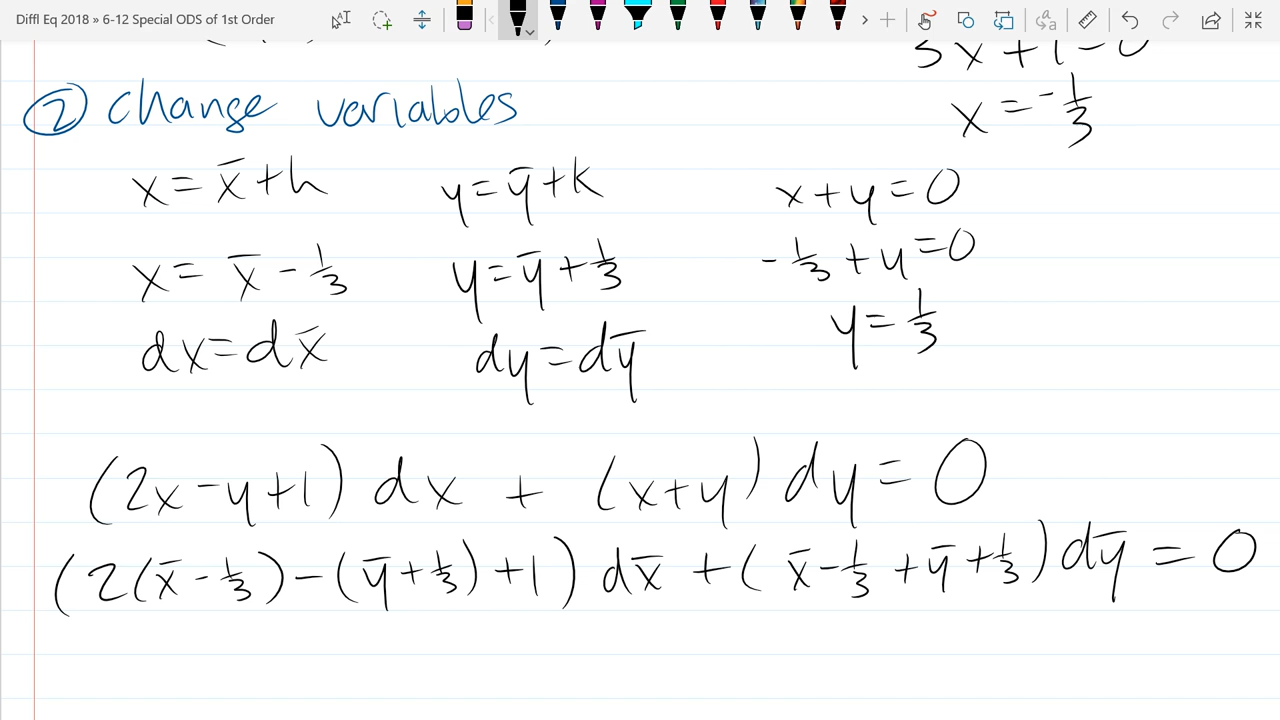 Diffl Eq 2018 » 6-12 Special ODS of 1st Order
3x+1=0
② Change variables
x = -1/3
x = x̄ + h    y = ȳ + k    x + y = 0
x = x̄ - 1/3    y = ȳ + 1/3    -1/3 + y = 0
dx = dx̄    dy = dȳ    y = 1/3
(2x - y + 1) dx + (x + y) dy = 0
(2(x̄ - 1/3) - (ȳ + 1/3) + 1) dx̄ + (x̄ - 1/3 + ȳ + 1/3) dȳ = 0